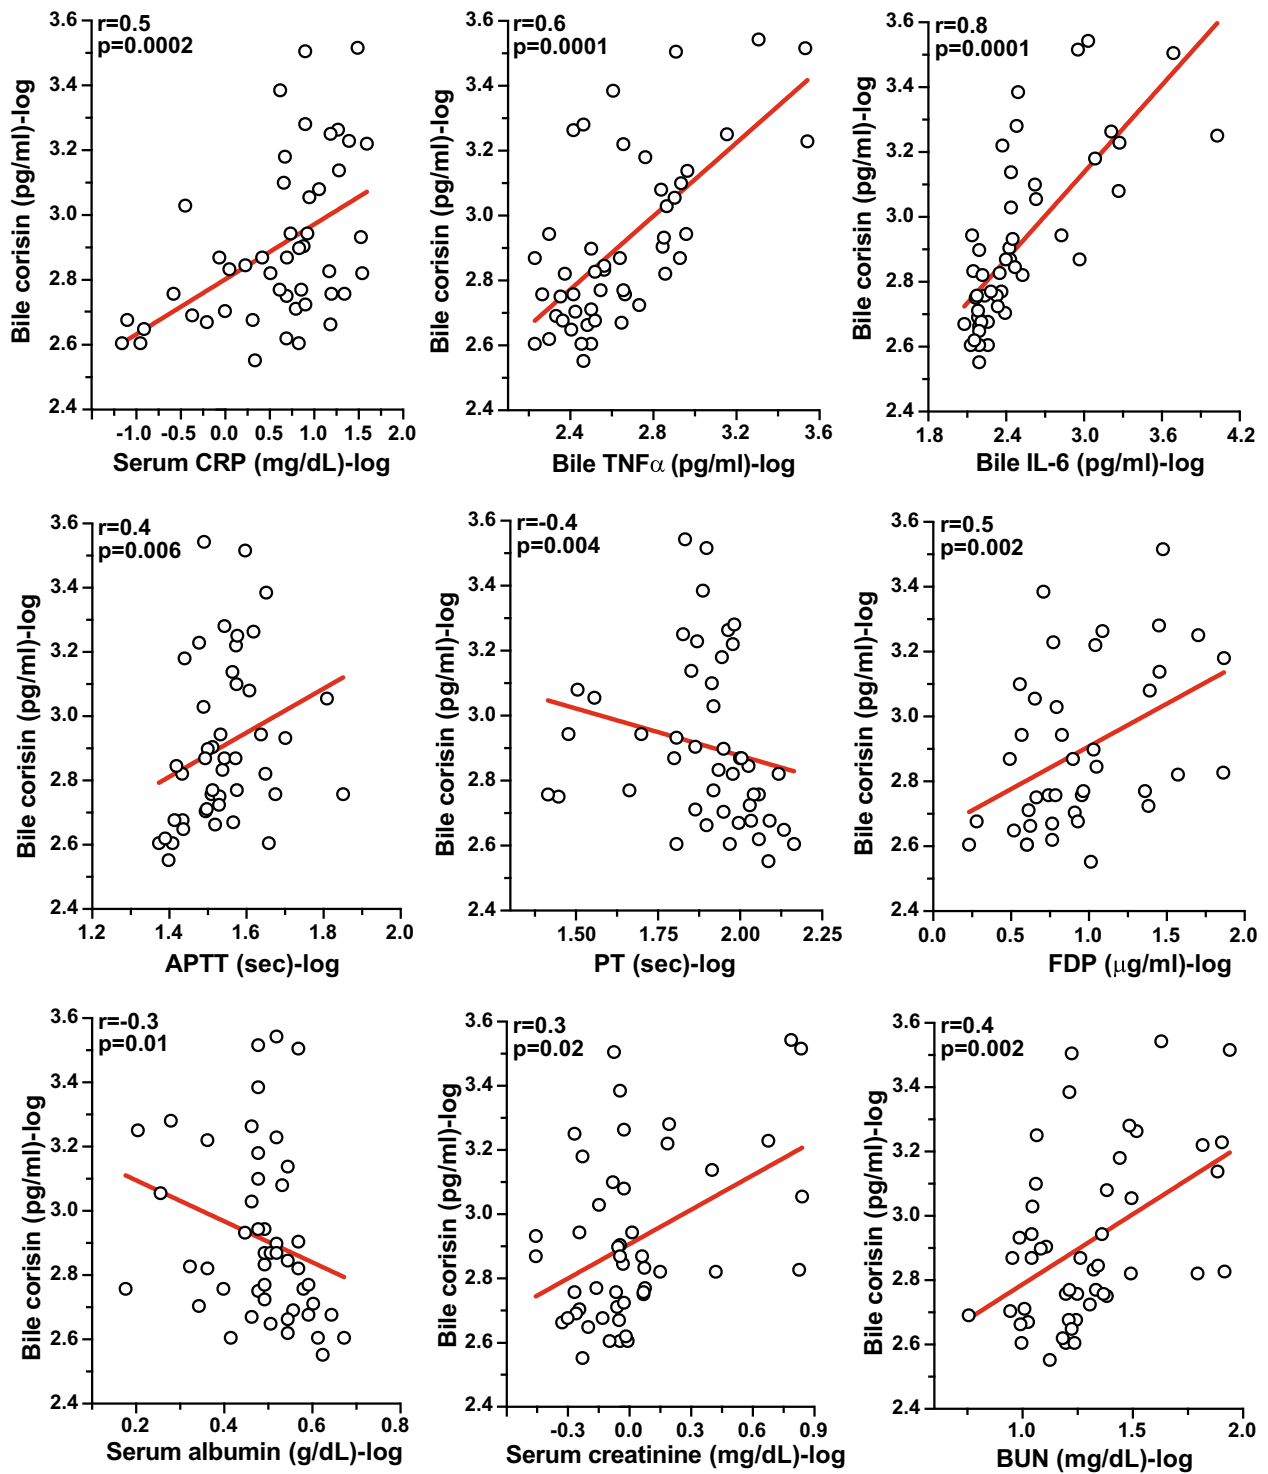 r=0.5
p=0.0002
3.6
3.4
3.2
3.0
2.8
2.6
2.4
Bile corisin (pg/ml)-log
-1.0 -0.5 0.0 0.5 1.0 1.5 2.0
Serum CRP (mg/dL)-log
r=0.6
p=0.0001
3.6
3.4
3.2
3.0
2.8
2.6
2.4
Bile corisin (pg/ml)-log
2.4 2.8 3.2 3.6
Bile TNFα (pg/ml)-log
r=0.8
p=0.0001
3.6
3.4
3.2
3.0
2.8
2.6
2.4
Bile corisin (pg/ml)-log
1.8 2.4 3.0 3.6 4.2
Bile IL-6 (pg/ml)-log
r=0.4
p=0.006
3.6
3.4
3.2
3.0
2.8
2.6
2.4
Bile corisin (pg/ml)-log
1.2 1.4 1.6 1.8 2.0
APTT (sec)-log
r=-0.4
p=0.004
3.6
3.4
3.2
3.0
2.8
2.6
2.4
Bile corisin (pg/ml)-log
1.50 1.75 2.00 2.25
PT (sec)-log
r=0.5
p=0.002
3.6
3.4
3.2
3.0
2.8
2.6
2.4
Bile corisin (pg/ml)-log
0.0 0.5 1.0 1.5 2.0
FDP (μg/ml)-log
r=-0.3
p=0.01
3.6
3.4
3.2
3.0
2.8
2.6
2.4
Bile corisin (pg/ml)-log
0.2 0.4 0.6 0.8
Serum albumin (g/dL)-log
r=0.3
p=0.02
3.6
3.4
3.2
3.0
2.8
2.6
2.4
Bile corisin (pg/ml)-log
-0.3 0.0 0.3 0.6 0.9
Serum creatinine (mg/dL)-log
r=0.4
p=0.002
3.6
3.4
3.2
3.0
2.8
2.6
2.4
Bile corisin (pg/ml)-log
1.0 1.5 2.0
BUN (mg/dL)-log